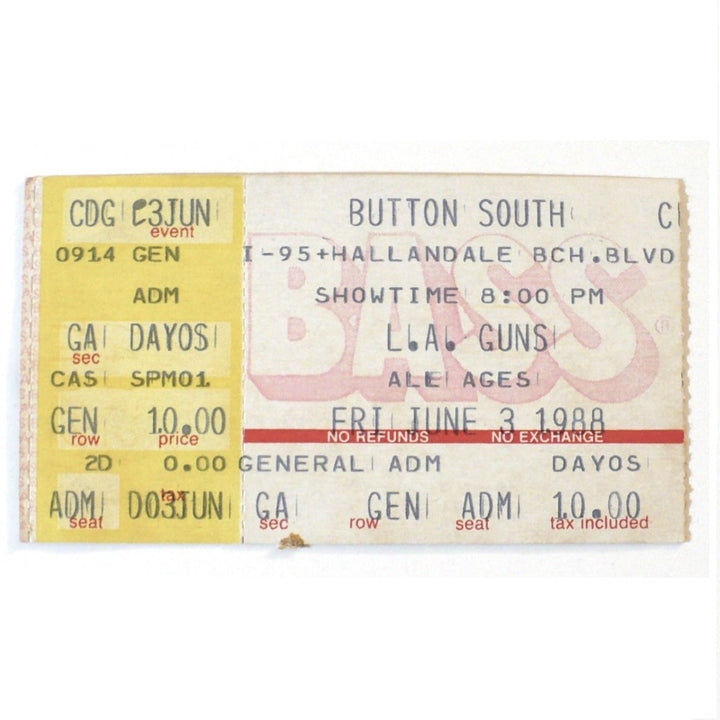 CDG C3JUN
event
0914 GEN
ADM
GA DAYOS
sec
CAS SPM01
GEN 10.00
row price
2D 0.00
tax
ADM D03JUN
seat
BUTTON SOUTH C
I-95+HALLANDALE BCH.BLVD
SHOWTIME 8:00 PM
BASS ®
L.A. GUNS
ALL AGES
FRI JUNE 3 1988
NO REFUNDS NO EXCHANGE
GENERAL ADM DAYOS
GA GEN ADM 10.00
sec row seat tax included